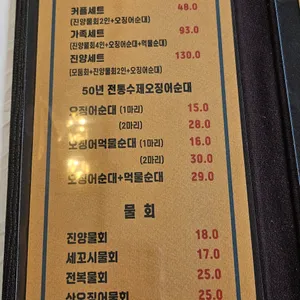 커플세트 48.0
(진양물회2인+오징어순대)
가족세트 93.0
(진양물회4인+오징어순대+먹물순대)
진양세트 130.0
(모둠회+진양물회2인+오징어순대)
50년 전통수제오징어순대
오징어순대 (1마리) 15.0
(2마리) 28.0
오징어먹물순대 (1마리) 16.0
(2마리) 30.0
오징어순대+먹물순대 29.0
물 회
진양물회 18.0
세꼬시물회 17.0
전복물회 25.0
산오징어물회 25.0